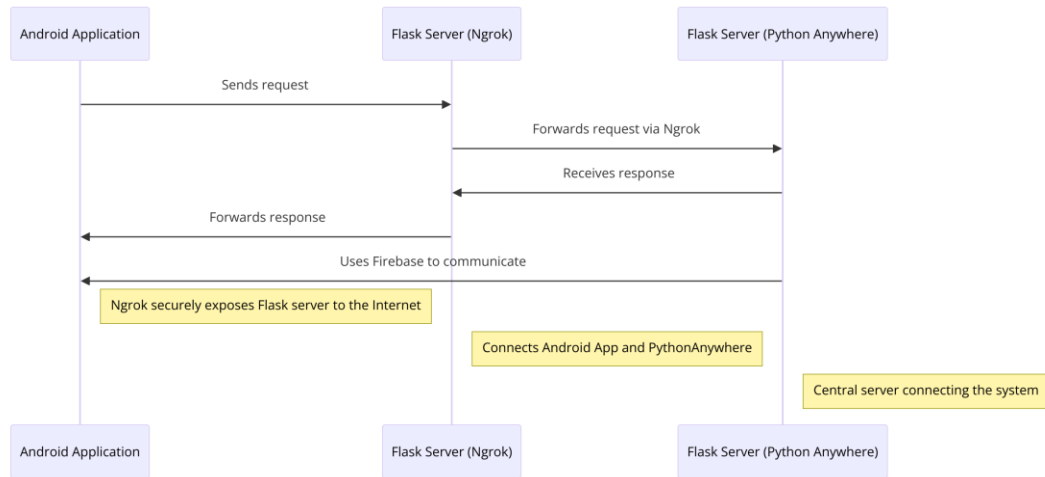 Android Application
Flask Server (Ngrok)
Flask Server (Python Anywhere)
Sends request
Forwards request via Ngrok
Receives response
Forwards response
Uses Firebase to communicate
Ngrok securely exposes Flask server to the Internet
Connects Android App and PythonAnywhere
Central server connecting the system
Android Application
Flask Server (Ngrok)
Flask Server (Python Anywhere)